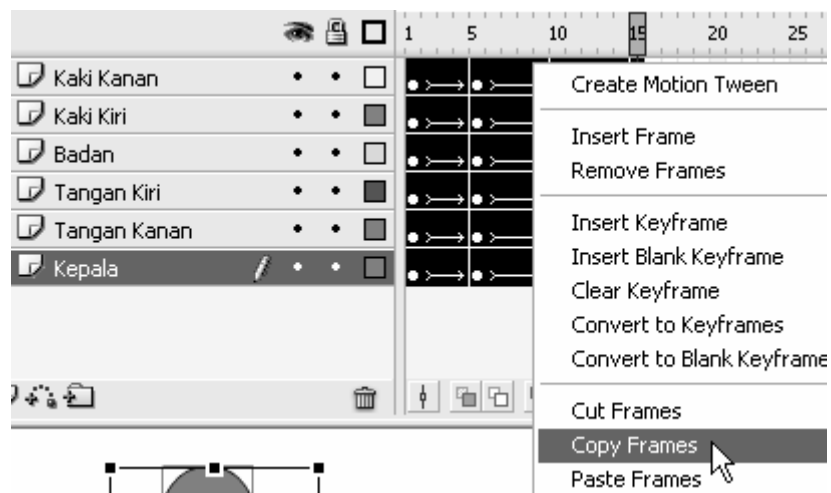 1 5 10 15 20 25
Kaki Kanan
Kaki Kiri
Badan
Tangan Kiri
Tangan Kanan
Kepala
Create Motion Tween
Insert Frame
Remove Frames
Insert Keyframe
Insert Blank Keyframe
Clear Keyframe
Convert to Keyframes
Convert to Blank Keyframe
Cut Frames
Copy Frames
Paste Frames